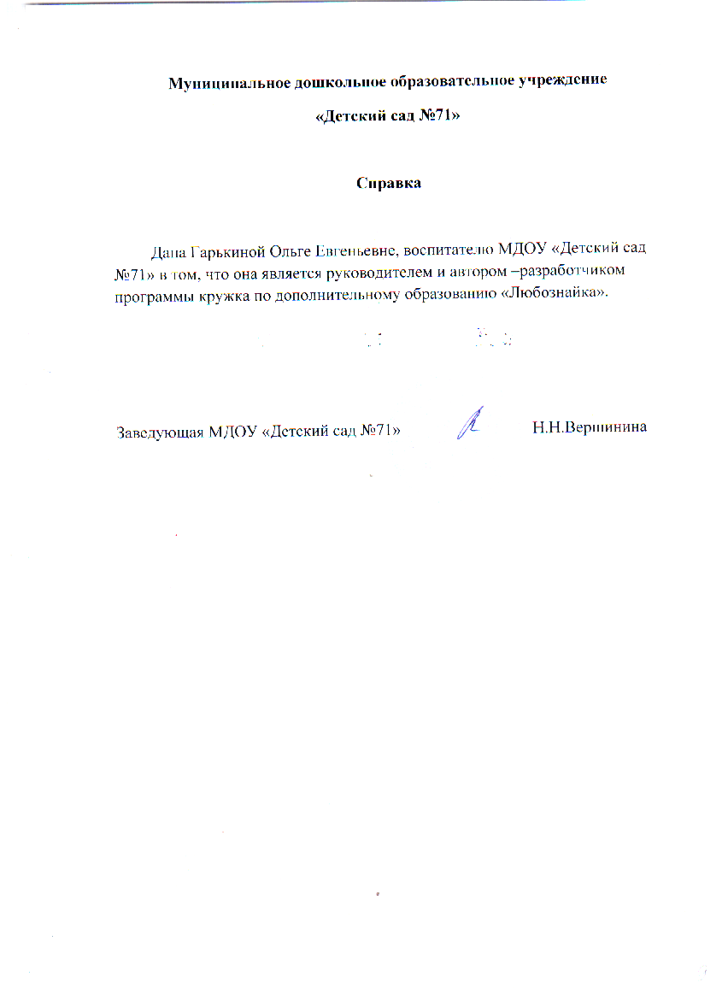 Муниципальное дошкольное образовательное учреждение
«Детский сад №71»
Справка
Дана Гарькиной Ольге Евгеньевне, воспитателю МДОУ «Детский сад
№71» в том, что она является руководителем и автором –разработчиком
программы кружка по дополнительному образованию «Любознайка».
Заведующая МДОУ «Детский сад №71» Н.Н.Вершинина